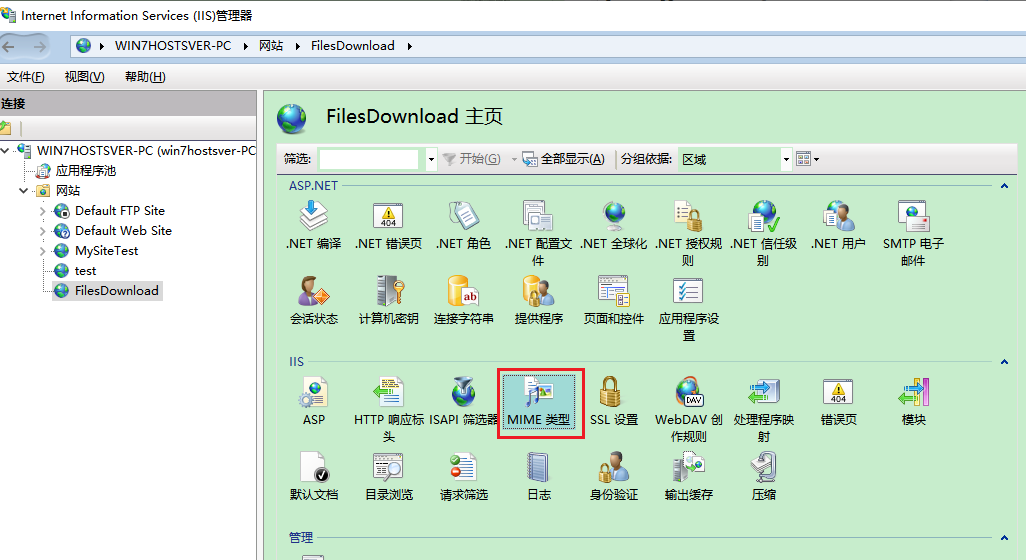 Internet Information Services (IIS)管理器
WIN7HOSTSVER-PC
网站
FilesDownload
文件(F)
视图(V)
帮助(H)
连接
WIN7HOSTSVER-PC (win7hostsver-PC
应用程序池
网站
Default FTP Site
Default Web Site
MySiteTest
test
FilesDownload
FilesDownload 主页
筛选:
开始(G)
全部显示(A)
分组依据:
区域
ASP.NET
.NET 编译
.NET 错误页
.NET 角色
.NET 配置文
件
.NET 全球化
.NET 授权规
则
.NET 信任级
别
.NET 用户
SMTP 电子
邮件
会话状态
计算机密钥
连接字符串
提供程序
页面和控件
应用程序设
置
IIS
ASP
HTTP 响应标
头
ISAPI 筛选器
MIME 类型
SSL 设置
WebDAV 创
作规则
处理程序映
射
错误页
模块
默认文档
目录浏览
请求筛选
日志
身份验证
输出缓存
压缩
管理